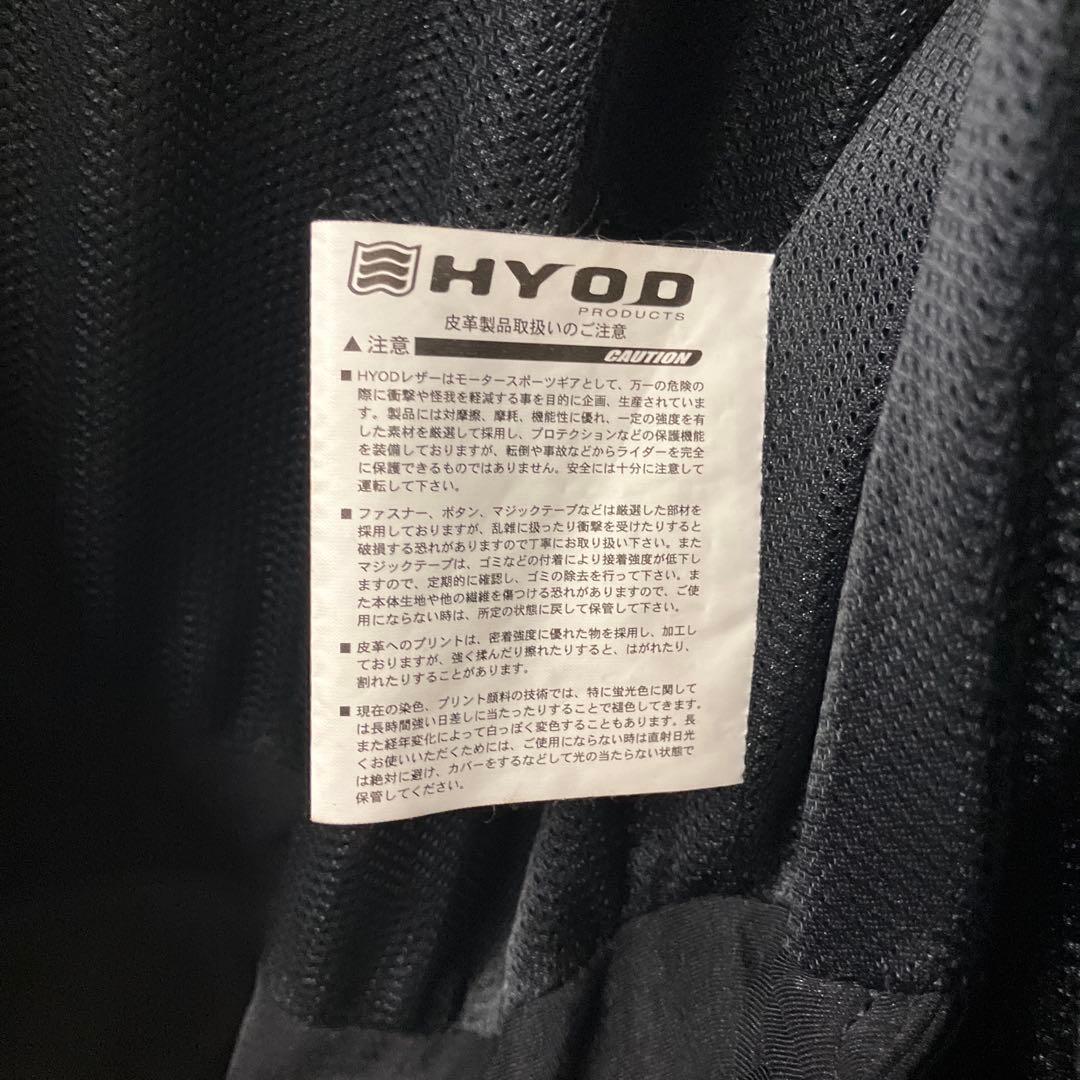 HYOD
PRODUCTS
皮革製品取扱いのご注意
▲注意 CAUTION
■ HYODレザーはモータースポーツギアとして、万一の危険の
際に衝撃や怪我を軽減する事を目的に企画、生産されていま
す。製品には対摩擦、摩耗、機能性に優れ、一定の強度を有
した素材を厳選して採用し、プロテクションなどの保護機能
を装備しておりますが、転倒や事故などからライダーを完全
に保護できるものではありません。安全には十分に注意して
運転して下さい。
■ ファスナー、ボタン、マジックテープなどは厳選した部材を
採用しておりますが、乱雑に扱ったり衝撃を受けたりすると
破損する恐れがありますので丁寧にお取り扱い下さい。また
マジックテープは、ゴミなどの付着により接着強度が低下し
ますので、定期的に確認し、ゴミの除去を行って下さい。ま
た本体生地や他の繊維を傷つける恐れがありますので、ご使
用にならない時は、所定の状態に戻して保管して下さい。
■ 皮革へのプリントは、密着強度に優れた物を採用し、加工し
ておりますが、強く揉んだり擦れたりすると、はがれたり、
割れたりすることがあります。
■ 現在の染色、プリント顔料の技術では、特に蛍光色に関して
は長時間強い日差しに当たったりすることで褪色してきます。
また経年変化によって白っぽく変色することもあります。長
くお使いいただくためには、ご使用にならない時は直射日光
は絶対に避け、カバーをするなどして光の当たらない状態で
保管してください。